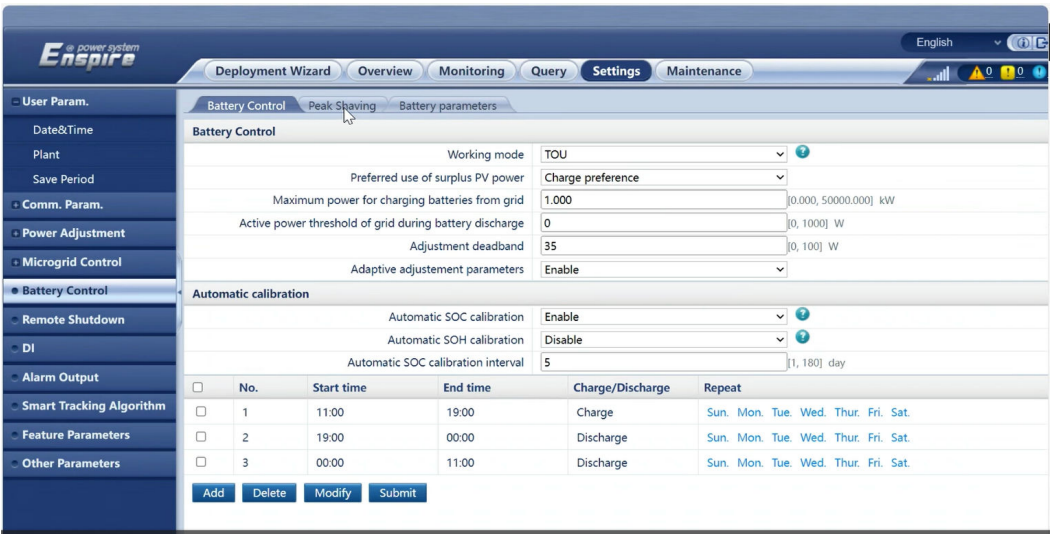 English
@ power system
Enspire
Deployment Wizard Overview Monitoring Query Settings Maintenance
0 0
User Param.
Date&Time
Plant
Save Period
Comm. Param.
Power Adjustment
Microgrid Control
Battery Control
Remote Shutdown
DI
Alarm Output
Smart Tracking Algorithm
Feature Parameters
Other Parameters
Battery Control Peak Shaving Battery parameters
Battery Control
Working mode TOU
Preferred use of surplus PV power Charge preference
Maximum power for charging batteries from grid 1.000 [0.000, 50000.000] kW
Active power threshold of grid during battery discharge 0 [0, 1000] W
Adjustment deadband 35 [0, 100] W
Adaptive adjustement parameters Enable
Automatic calibration
Automatic SOC calibration Enable
Automatic SOH calibration Disable
Automatic SOC calibration interval 5 [1, 180] day
No. Start time End time Charge/Discharge Repeat
1 11:00 19:00 Charge Sun. Mon. Tue. Wed. Thur. Fri. Sat.
2 19:00 00:00 Discharge Sun. Mon. Tue. Wed. Thur. Fri. Sat.
3 00:00 11:00 Discharge Sun. Mon. Tue. Wed. Thur. Fri. Sat.
Add Delete Modify Submit